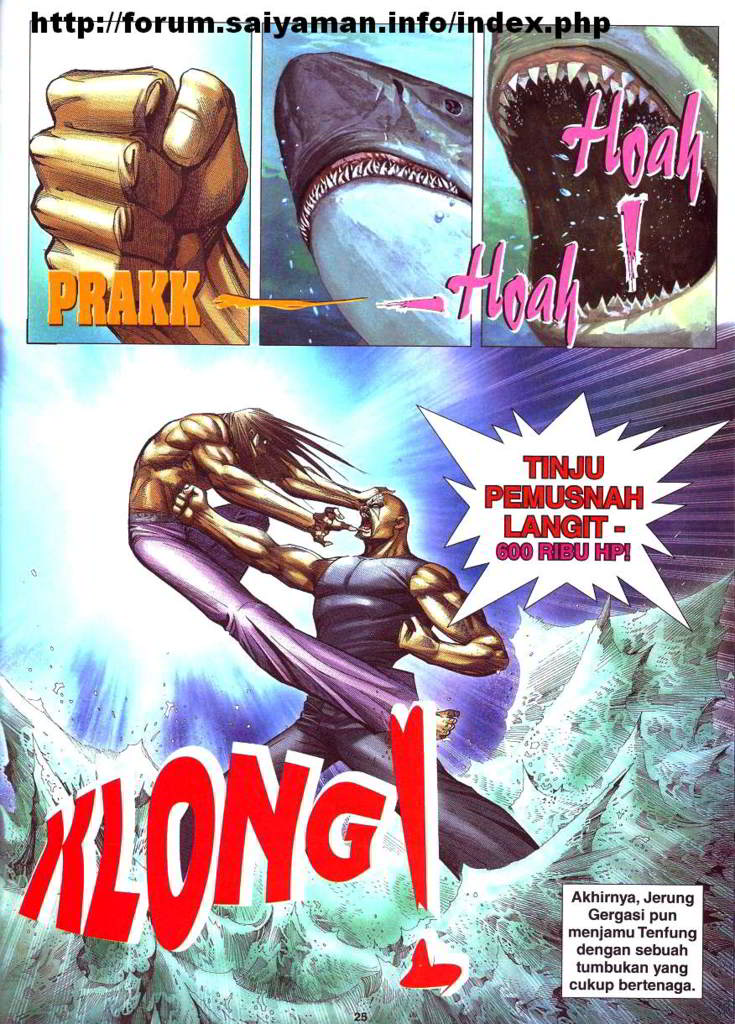 http://forum.saiyaman.info/index.php
PRAKK
Hoah
Hoah!
TINJU
PEMUSNAH
LANGIT -
600 RIBU HP!
KLONG!
Akhirnya, Jerung
Gergasi pun
menjamu Tenfung
dengan sebuah
tumbukan yang
cukup bertenaga.
25